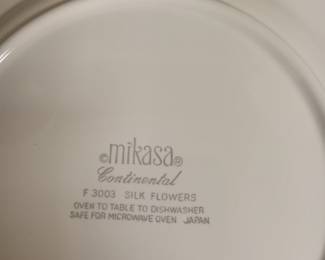 ©mikasa®
Continental
F 3003 SILK FLOWERS
OVEN TO TABLE TO DISHWASHER
SAFE FOR MICROWAVE OVEN JAPAN